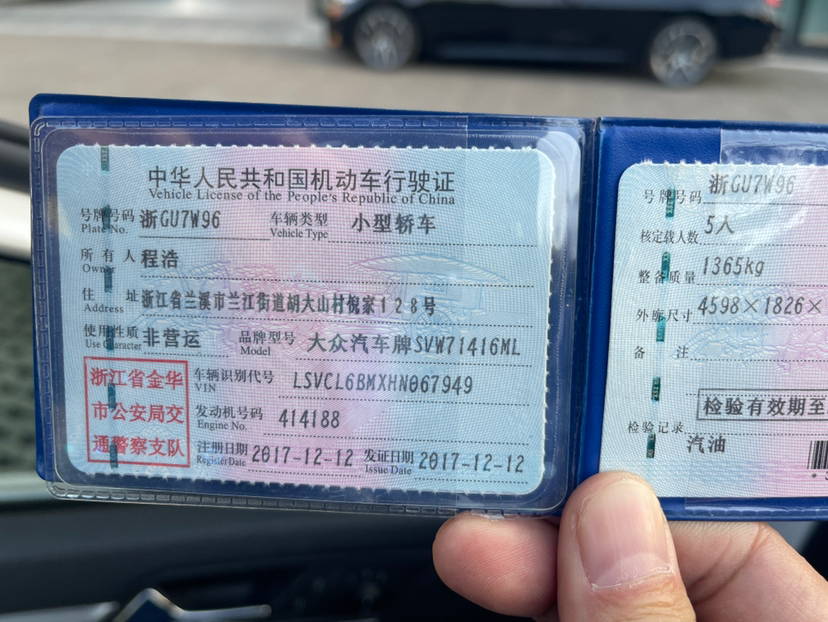 中华人民共和国机动车行驶证
Vehicle License of the People's Republic of China
号牌号码 浙GU7W96 车辆类型 小型轿车
Plate No. Vehicle Type
所有人 程浩
Owner
住址 浙江省兰溪市兰江街道胡大山村倪家128号
Address
使用性质 非营运 品牌型号 大众汽车牌SVW71416ML
Use Character Model
浙江省金华
市公安局交
通警察支队
车辆识别代号 LSVCL6BMXHN067949
VIN
发动机号码 414188
Engine No.
注册日期 2017-12-12 发证日期 2017-12-12
Register Date Issue Date
号牌号码 浙GU7W96
核定载人数 5人
整备质量 1365kg
外廓尺寸 4598×1826×
备注
检验有效期至
检验记录
汽油